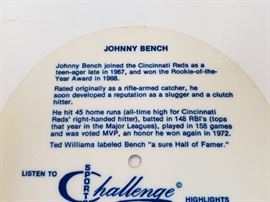 JOHNNY BENCH
Johnny Bench joined the Cincinnati Reds as a
teen-ager late in 1967, and won the Rookie-of-the-
Year Award in 1968.
Rated originally as a rifle-armed catcher, he
soon developed a reputation as a slugger and a clutch
hitter.
He hit 45 home runs (all-time high for Cincinnati
Reds' right-handed hitter), batted in 148 RBI's (tops
that year in the Major Leagues), played in 158 games
and was voted MVP, an honor he won again in 1972.
Ted Williams labeled Bench "a sure Hall of Famer."
LISTEN TO
SPORTS
Challenge©
HIGHLIGHTS